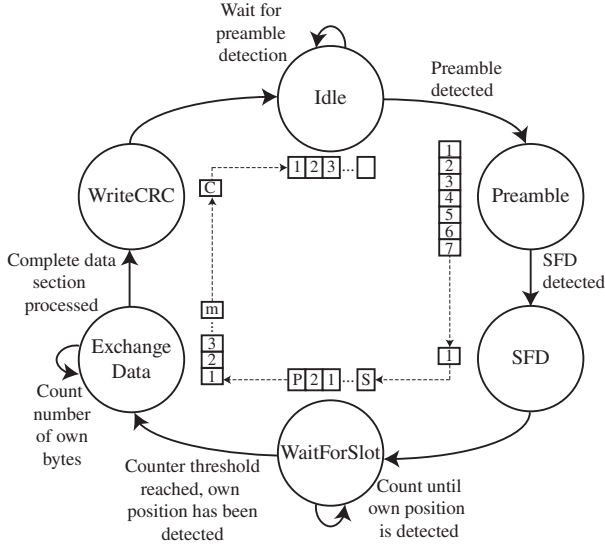 Wait for
preamble
detection
Idle
Preamble
detected
1 2 3 ...
C
WriteCRC
1
2
3
4
5
6
7
Preamble
SFD
detected
Complete data
section
processed
m
3
2
1
Exchange
Data
1
SFD
P 2 1 ... S
Count
number
of own
bytes
WaitForSlot
Counter threshold
reached, own
position has been
detected
Count until
own position
is detected